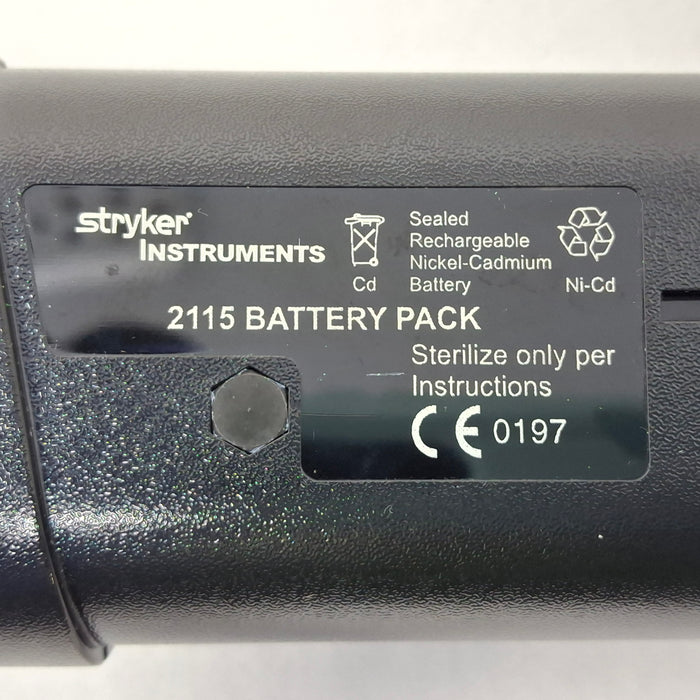 stryker
INSTRUMENTS
Cd
Sealed
Rechargeable
Nickel-Cadmium
Battery
Ni-Cd
2115 BATTERY PACK
Sterilize only per
Instructions
CE 0197